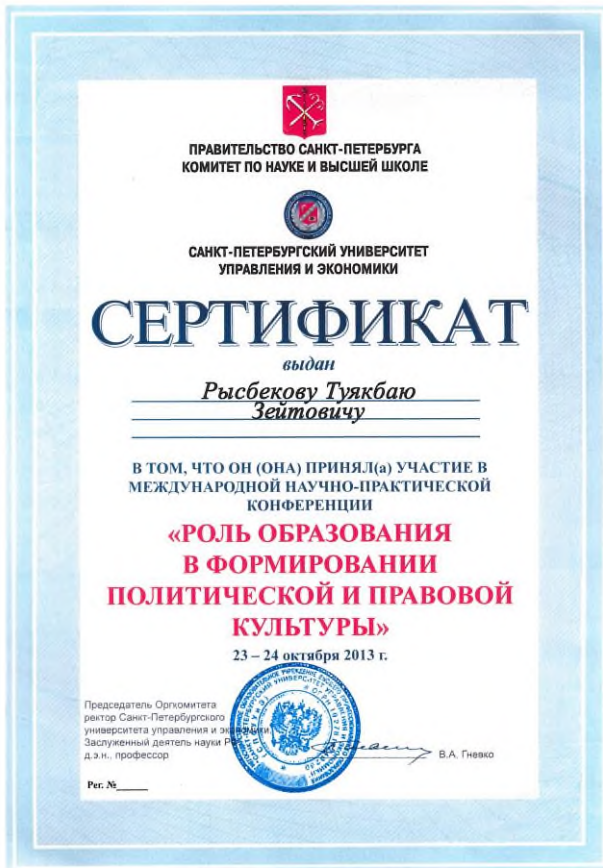 ПРАВИТЕЛЬСТВО САНКТ-ПЕТЕРБУРГА
КОМИТЕТ ПО НАУКЕ И ВЫСШЕЙ ШКОЛЕ
САНКТ-ПЕТЕРБУРГСКИЙ УНИВЕРСИТЕТ
УПРАВЛЕНИЯ И ЭКОНОМИКИ
СЕРТИФИКАТ
выдан
Рысбекову Туякбаю
Зейтовичу
В ТОМ, ЧТО ОН (ОНА) ПРИНЯЛ(а) УЧАСТИЕ В
МЕЖДУНАРОДНОЙ НАУЧНО-ПРАКТИЧЕСКОЙ
КОНФЕРЕНЦИИ
«РОЛЬ ОБРАЗОВАНИЯ
В ФОРМИРОВАНИИ
ПОЛИТИЧЕСКОЙ И ПРАВОВОЙ
КУЛЬТУРЫ»
23 – 24 октября 2013 г.
Председатель Оргкомитета
ректор Санкт-Петербургского
университета управления и экономики,
Заслуженный деятель науки
д.э.н., профессор
В.А. Гневко
Рег. №